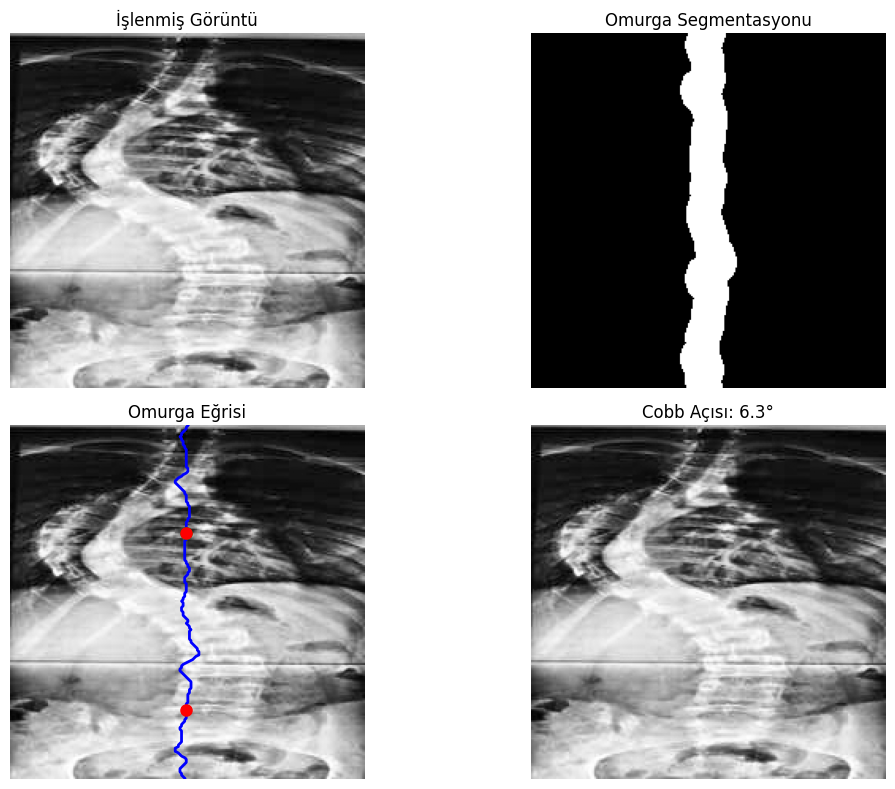 İşlenmiş Görüntü
Omurga Segmentasyonu
Omurga Eğrisi
Cobb Açısı: 6.3°